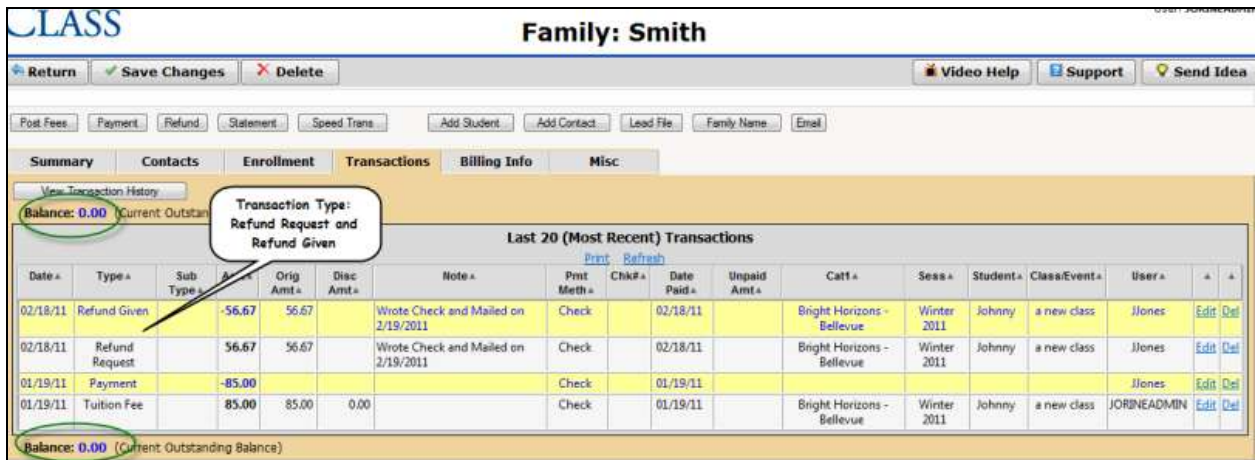 CLASS
User: JORINEADMIN
Family: Smith
Return Save Changes Delete Video Help Support Send Idea
Post Fees Payment Refund Statement Speed Trans Add Student Add Contact Lead File Family Name Email
Summary Contacts Enrollment Transactions Billing Info Misc
View Transaction History
Balance: 0.00 (Current Outstan
Transaction Type:
Refund Request and
Refund Given
Last 20 (Most Recent) Transactions
Print Refresh
Date Type Sub Type Orig Amt Disc Amt Note Pmt Meth Chk# Date Paid Unpaid Amt Cat1 Sess Student Class/Event User
02/18/11 Refund Given -56.67 56.67 Wrote Check and Mailed on 2/19/2011 Check 02/18/11 Bright Horizons - Bellevue Winter 2011 Johnny a new class JJones Edit Del
02/18/11 Refund Request 56.67 56.67 Wrote Check and Mailed on 2/19/2011 Check 02/18/11 Bright Horizons - Bellevue Winter 2011 Johnny a new class JJones Edit Del
01/19/11 Payment -85.00 Check 01/19/11 JJones Edit Del
01/19/11 Tuition Fee 85.00 85.00 0.00 Check 01/19/11 Bright Horizons - Bellevue Winter 2011 Johnny a new class JORINEADMIN Edit Del
Balance: 0.00 (Current Outstanding Balance)